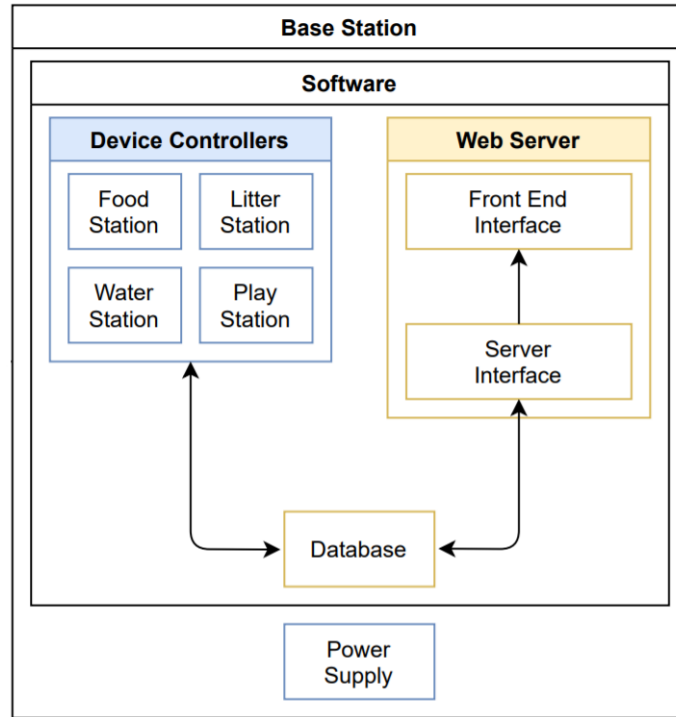 Base Station
Software
Device Controllers
Food
Station
Litter
Station
Water
Station
Play
Station
Web Server
Front End
Interface
Server
Interface
Database
Power
Supply